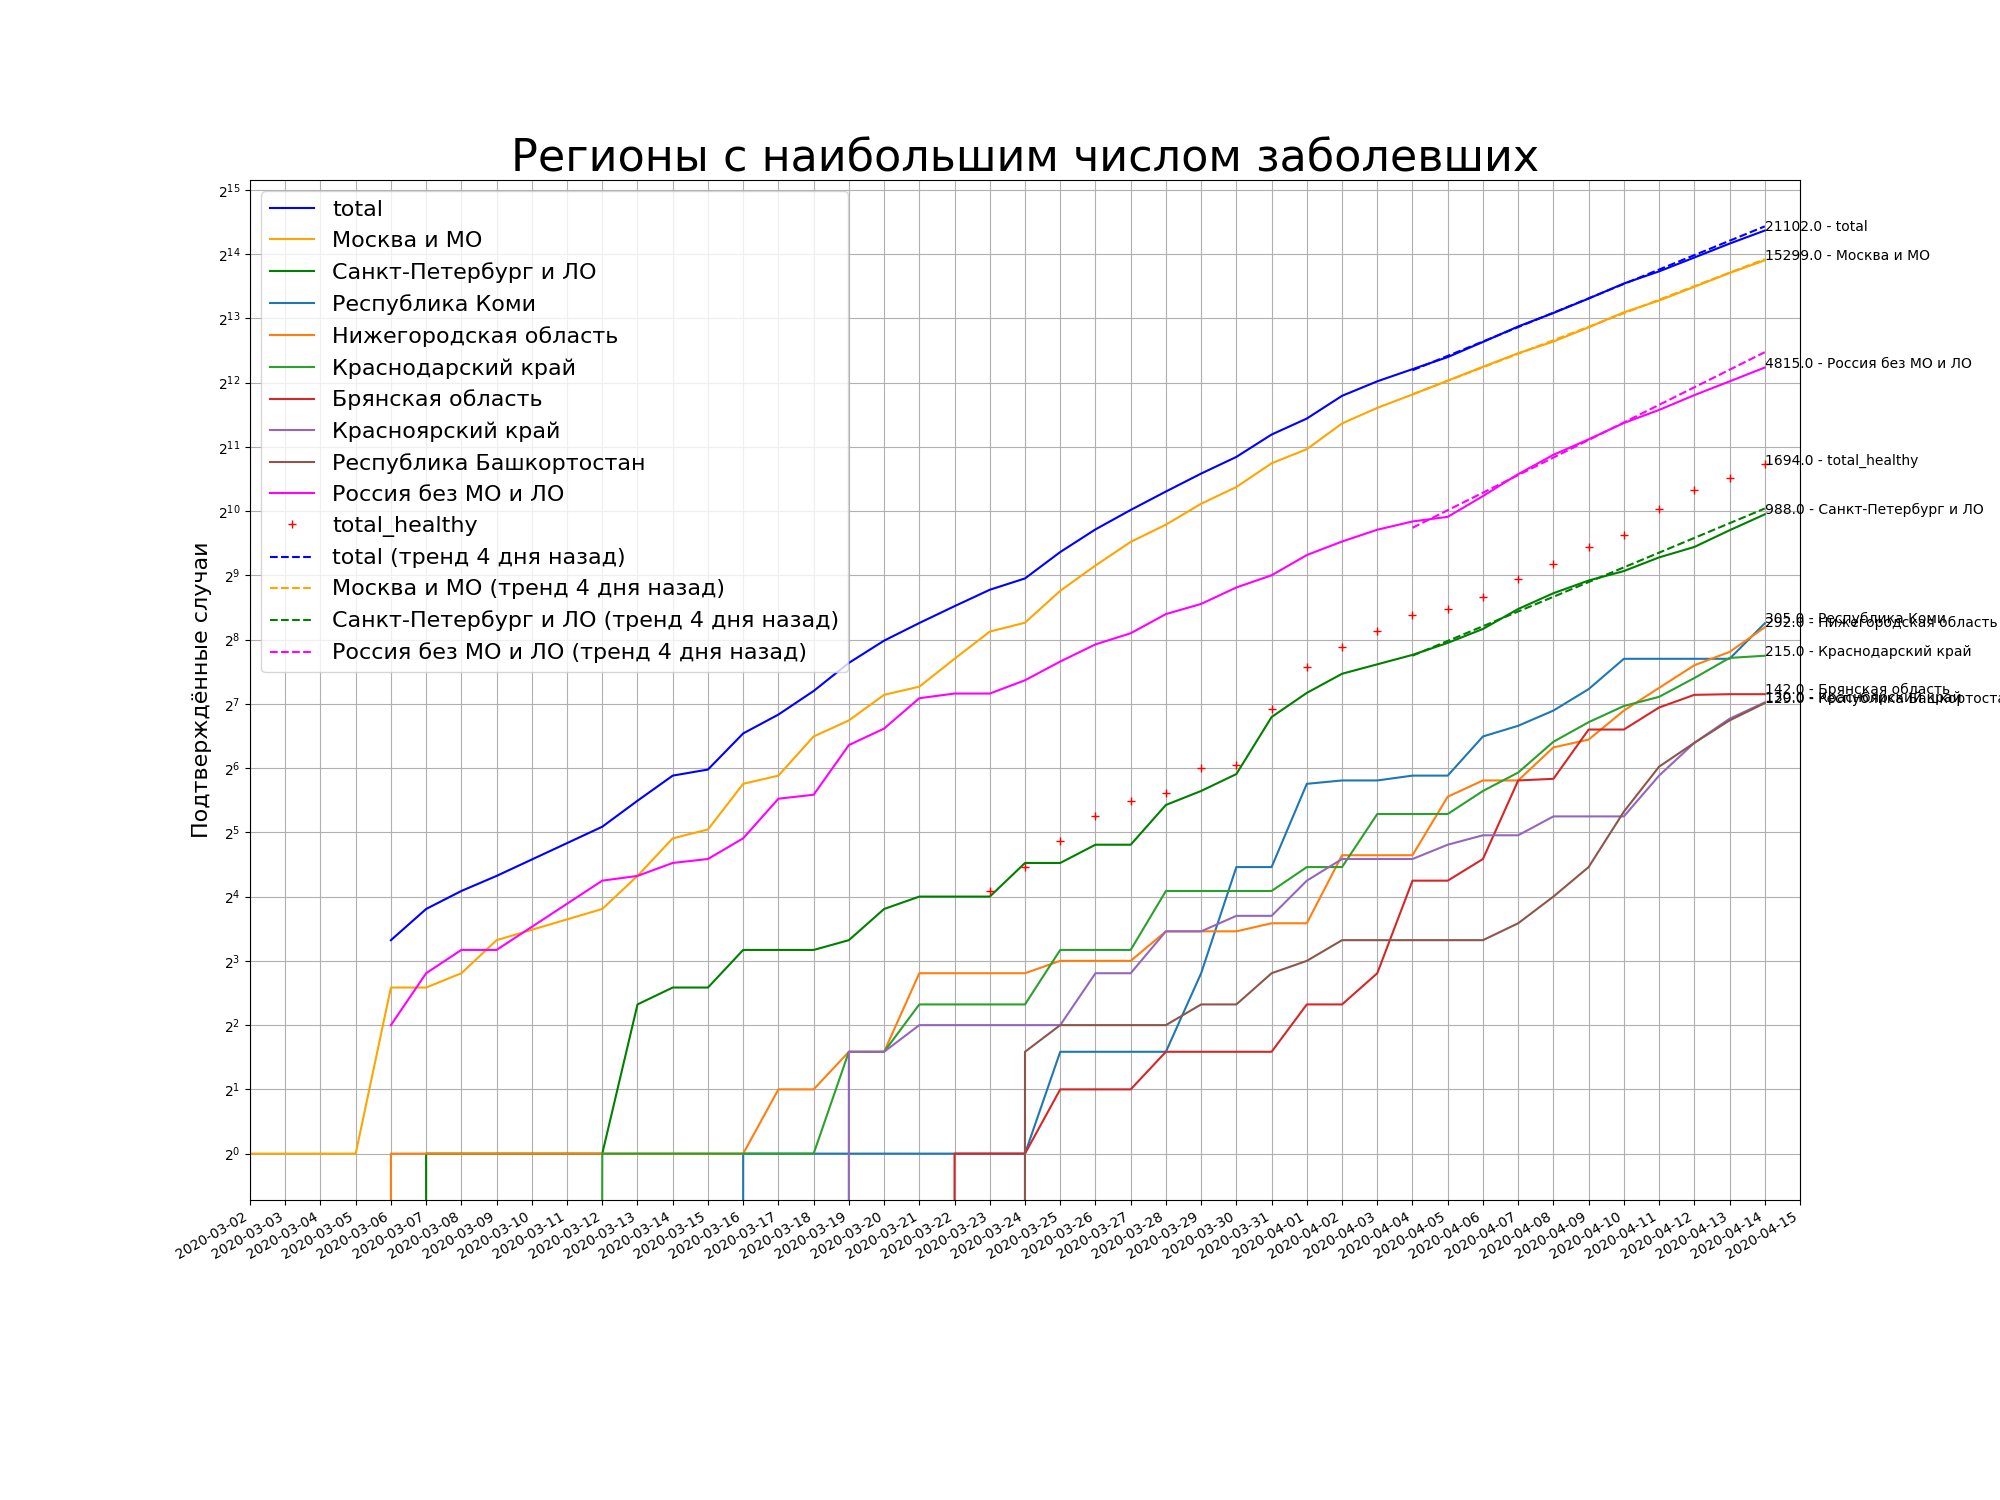 Регионы с наибольшим числом заболевших
Подтверждённые случаи
2^15
2^14
2^13
2^12
2^11
2^10
2^9
2^8
2^7
2^6
2^5
2^4
2^3
2^2
2^1
2^0
total
Москва и МО
Санкт-Петербург и ЛО
Республика Коми
Нижегородская область
Краснодарский край
Брянская область
Красноярский край
Республика Башкортостан
Россия без МО и ЛО
total_healthy
total (тренд 4 дня назад)
Москва и МО (тренд 4 дня назад)
Санкт-Петербург и ЛО (тренд 4 дня назад)
Россия без МО и ЛО (тренд 4 дня назад)
21102.0 - total
15299.0 - Москва и МО
4815.0 - Россия без МО и ЛО
1694.0 - total_healthy
988.0 - Санкт-Петербург и ЛО
305.0 - Республика Коми
292.0 - Нижегородская область
215.0 - Краснодарский край
142.0 - Брянская область
2020-03-02
2020-03-03
2020-03-04
2020-03-05
2020-03-06
2020-03-07
2020-03-08
2020-03-09
2020-03-10
2020-03-11
2020-03-12
2020-03-13
2020-03-14
2020-03-15
2020-03-16
2020-03-17
2020-03-18
2020-03-19
2020-03-20
2020-03-21
2020-03-22
2020-03-23
2020-03-24
2020-03-25
2020-03-26
2020-03-27
2020-03-28
2020-03-29
2020-03-30
2020-03-31
2020-04-01
2020-04-02
2020-04-03
2020-04-04
2020-04-05
2020-04-06
2020-04-07
2020-04-08
2020-04-09
2020-04-10
2020-04-11
2020-04-12
2020-04-13
2020-04-14
2020-04-15